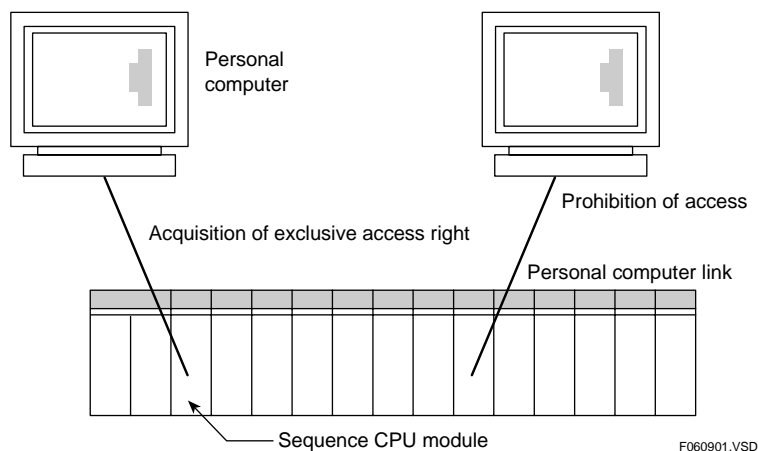 Personal
computer
Prohibition of access
Acquisition of exclusive access right
Personal computer link
Sequence CPU module
F060901.VSD